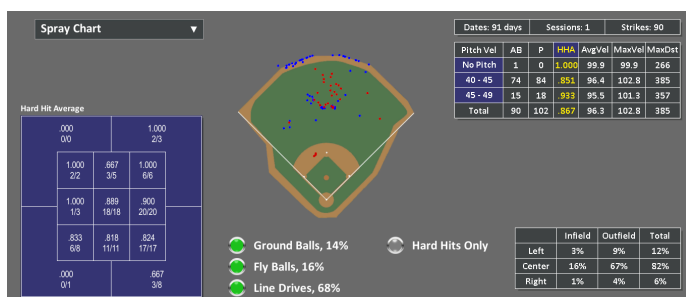 Spray Chart ▼
Dates: 91 days Sessions: 1 Strikes: 90
Pitch Vel AB P HHA AvgVel MaxVel MaxDst
No Pitch 1 0 1.000 99.9 99.9 266
40 - 45 74 84 .851 96.4 102.8 385
45 - 49 15 18 .933 95.5 101.3 357
Total 90 102 .867 96.3 102.8 385
Hard Hit Average
.000 1.000
0/0 2/3
1.000 .667 1.000
2/2 3/5 6/6
1.000 .889 .900
1/3 18/18 20/20
.833 .818 .824
6/8 11/11 17/17
.000 .667
0/1 3/8
Ground Balls, 14% Hard Hits Only
Fly Balls, 16%
Line Drives, 68%
Infield Outfield Total
Left 3% 9% 12%
Center 16% 67% 82%
Right 1% 4% 6%